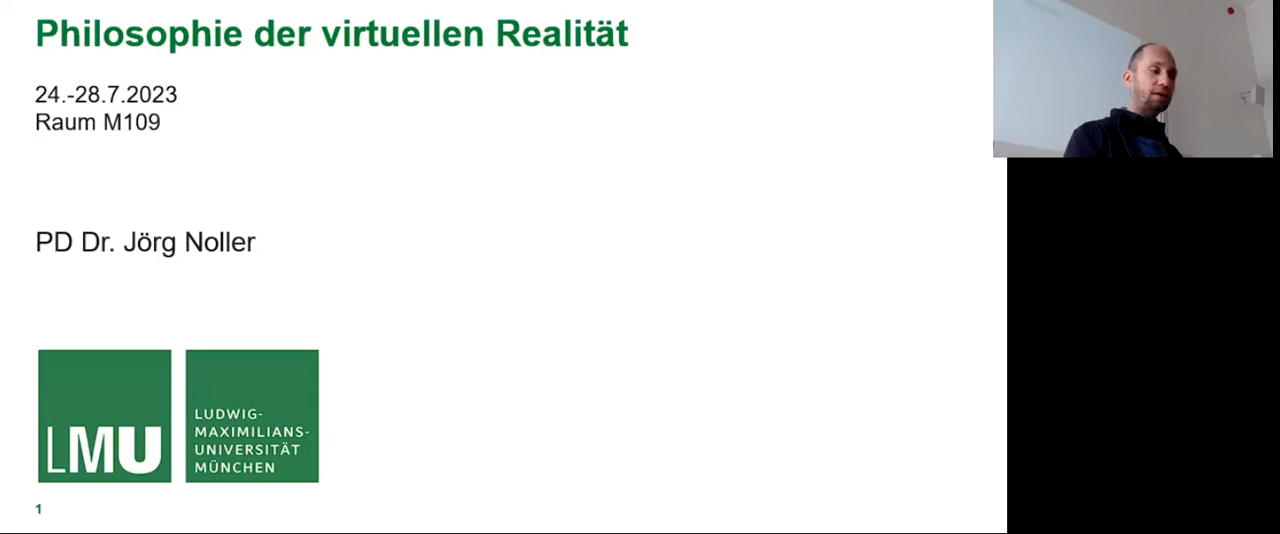 Philosophie der virtuellen Realität
24.-28.7.2023
Raum M109
PD Dr. Jörg Noller
LMU
LUDWIG-
MAXIMILIANS-
UNIVERSITÄT
MÜNCHEN
1